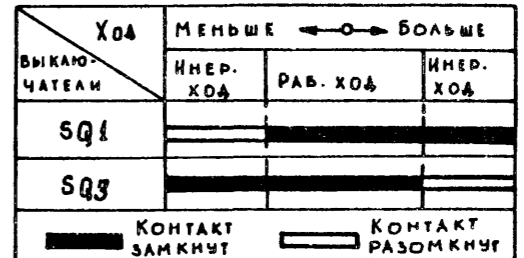 Ход
Меньше Больше
Выклю-
чатели
Инер.
ход
Раб. ход
Инер.
ход
SQ1
SQ3
Контакт
замкнут
Контакт
разомкнут